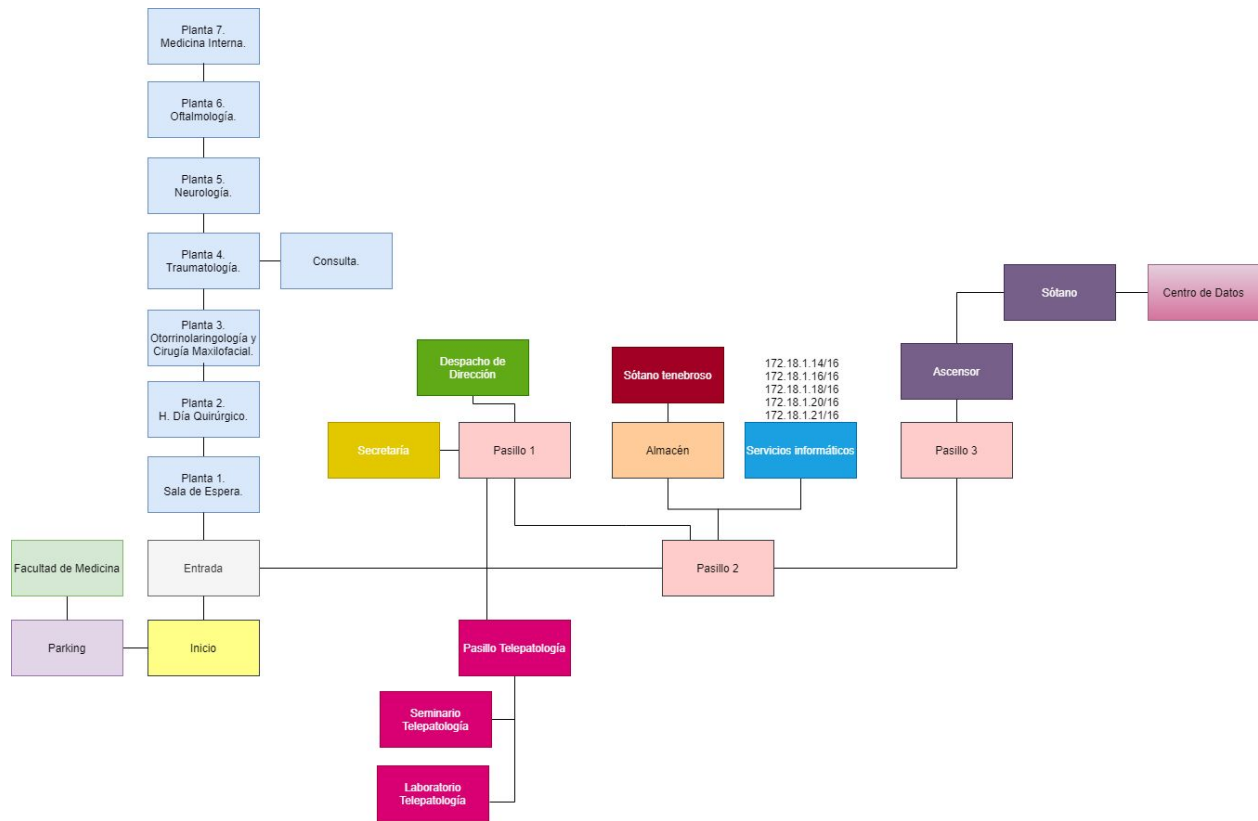 Planta 7.
Medicina Interna.
Planta 6.
Oftalmología.
Planta 5.
Neurología.
Planta 4.
Traumatología.
Consulta.
Planta 3.
Otorrinolaringología y
Cirugía Maxilofacial.
Planta 2.
H. Día Quirúrgico.
Planta 1.
Sala de Espera.
Sótano
Centro de Datos
Despacho de
Dirección
Sótano tenebroso
172.18.1.14/16
172.18.1.16/16
172.18.1.18/16
172.18.1.20/16
172.18.1.21/16
Ascensor
Secretaría
Pasillo 1
Almacén
Servicios informáticos
Pasillo 3
Facultad de Medicina
Entrada
Pasillo 2
Parking
Inicio
Pasillo Telepatología
Seminario
Telepatología
Laboratorio
Telepatología